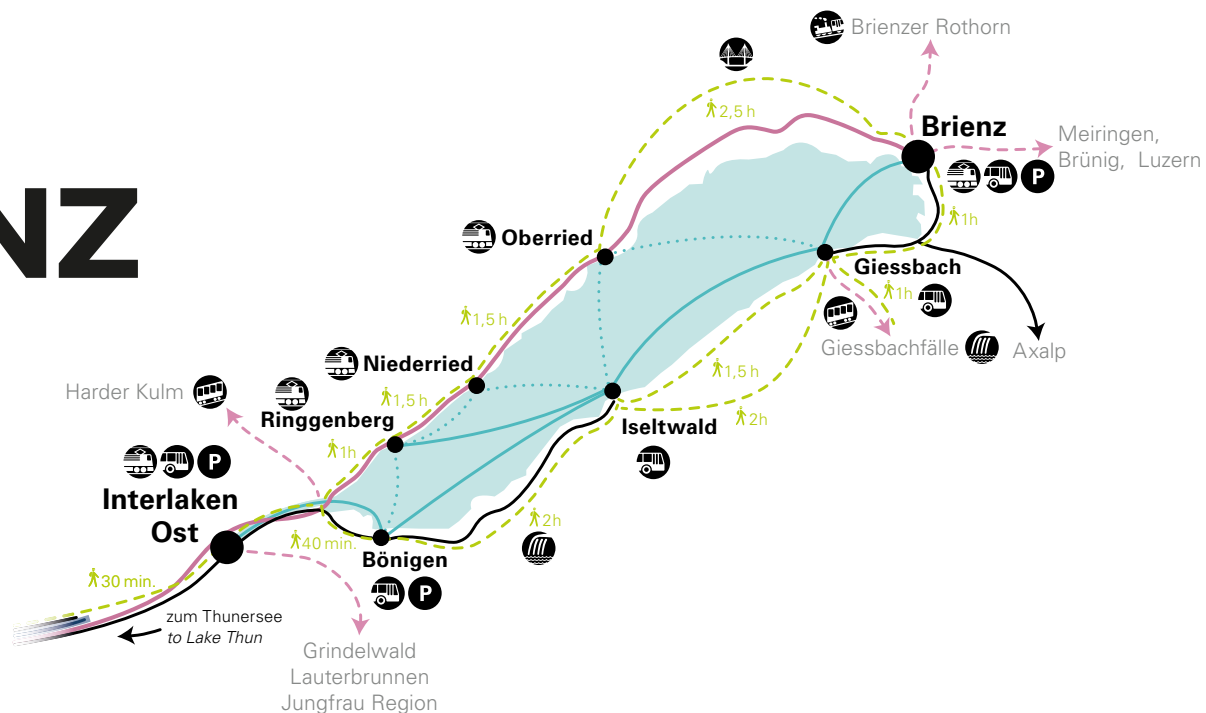 NZ
Brienzer Rothorn
2,5 h
Brienz
Meiringen,
Brünig, Luzern
P
1h
Oberried
Giessbach
1h
Giessbachfälle
Axalp
1,5 h
Niederried
1,5 h
Harder Kulm
1,5 h
Ringgenberg
Iseltwald
2h
1h
P
Interlaken
Ost
2h
40 min.
Bönigen
P
30 min.
zum Thunersee
to Lake Thun
Grindelwald
Lauterbrunnen
Jungfrau Region